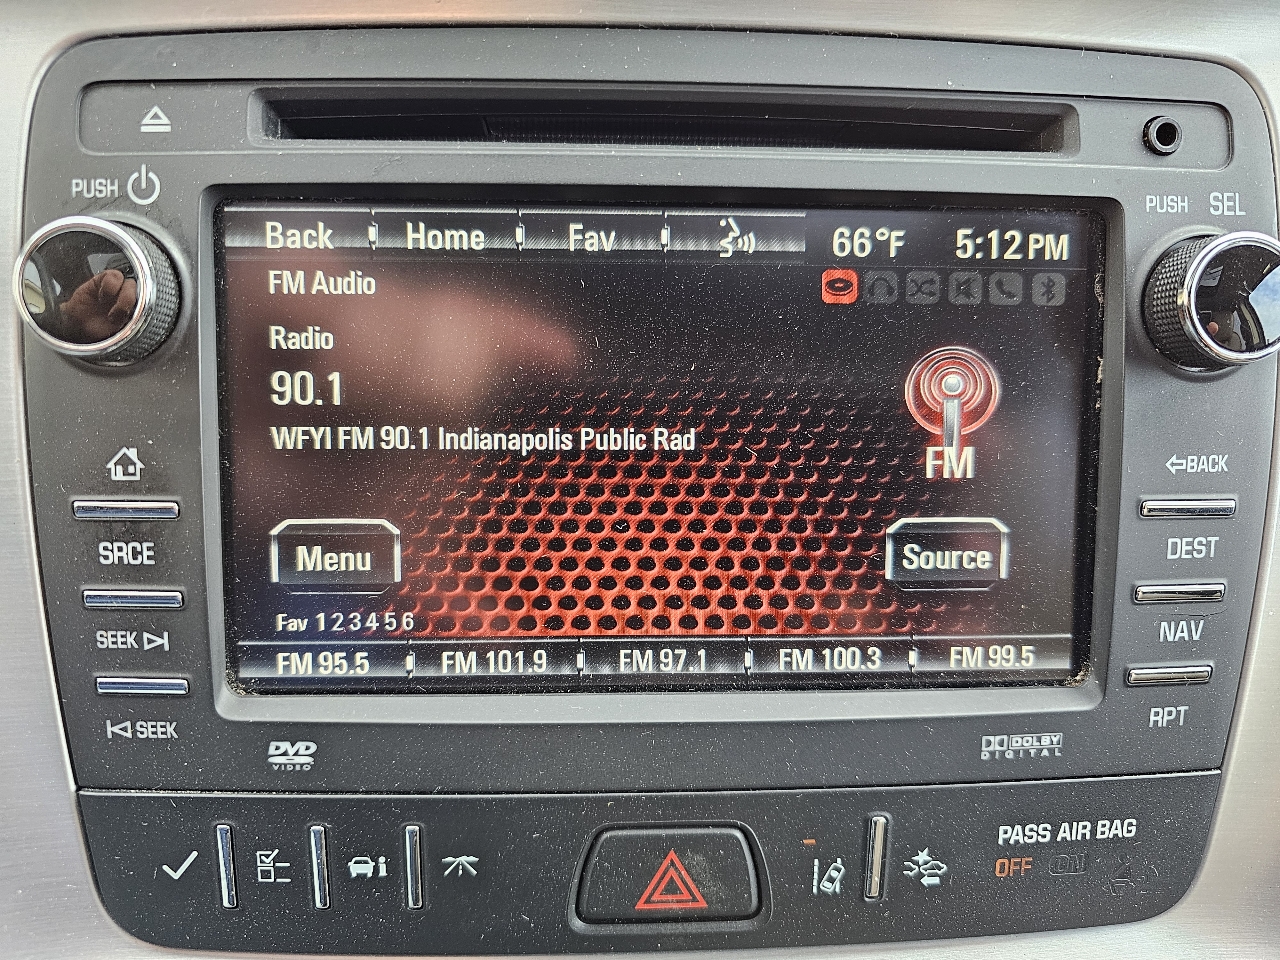 PUSH
PUSH SEL
Back Home Fav 66°F 5:12 PM
FM Audio
Radio
90.1
WFYI FM 90.1 Indianapolis Public Rad
FM
BACK
SRCE
Menu
Source
DEST
Fav 1 2 3 4 5 6
SEEK
NAV
FM 95.5 FM 101.9 FM 97.1 FM 100.3 FM 99.5
SEEK
RPT
DVD
VIDEO
DOLBY
DIGITAL
PASS AIR BAG
OFF ON